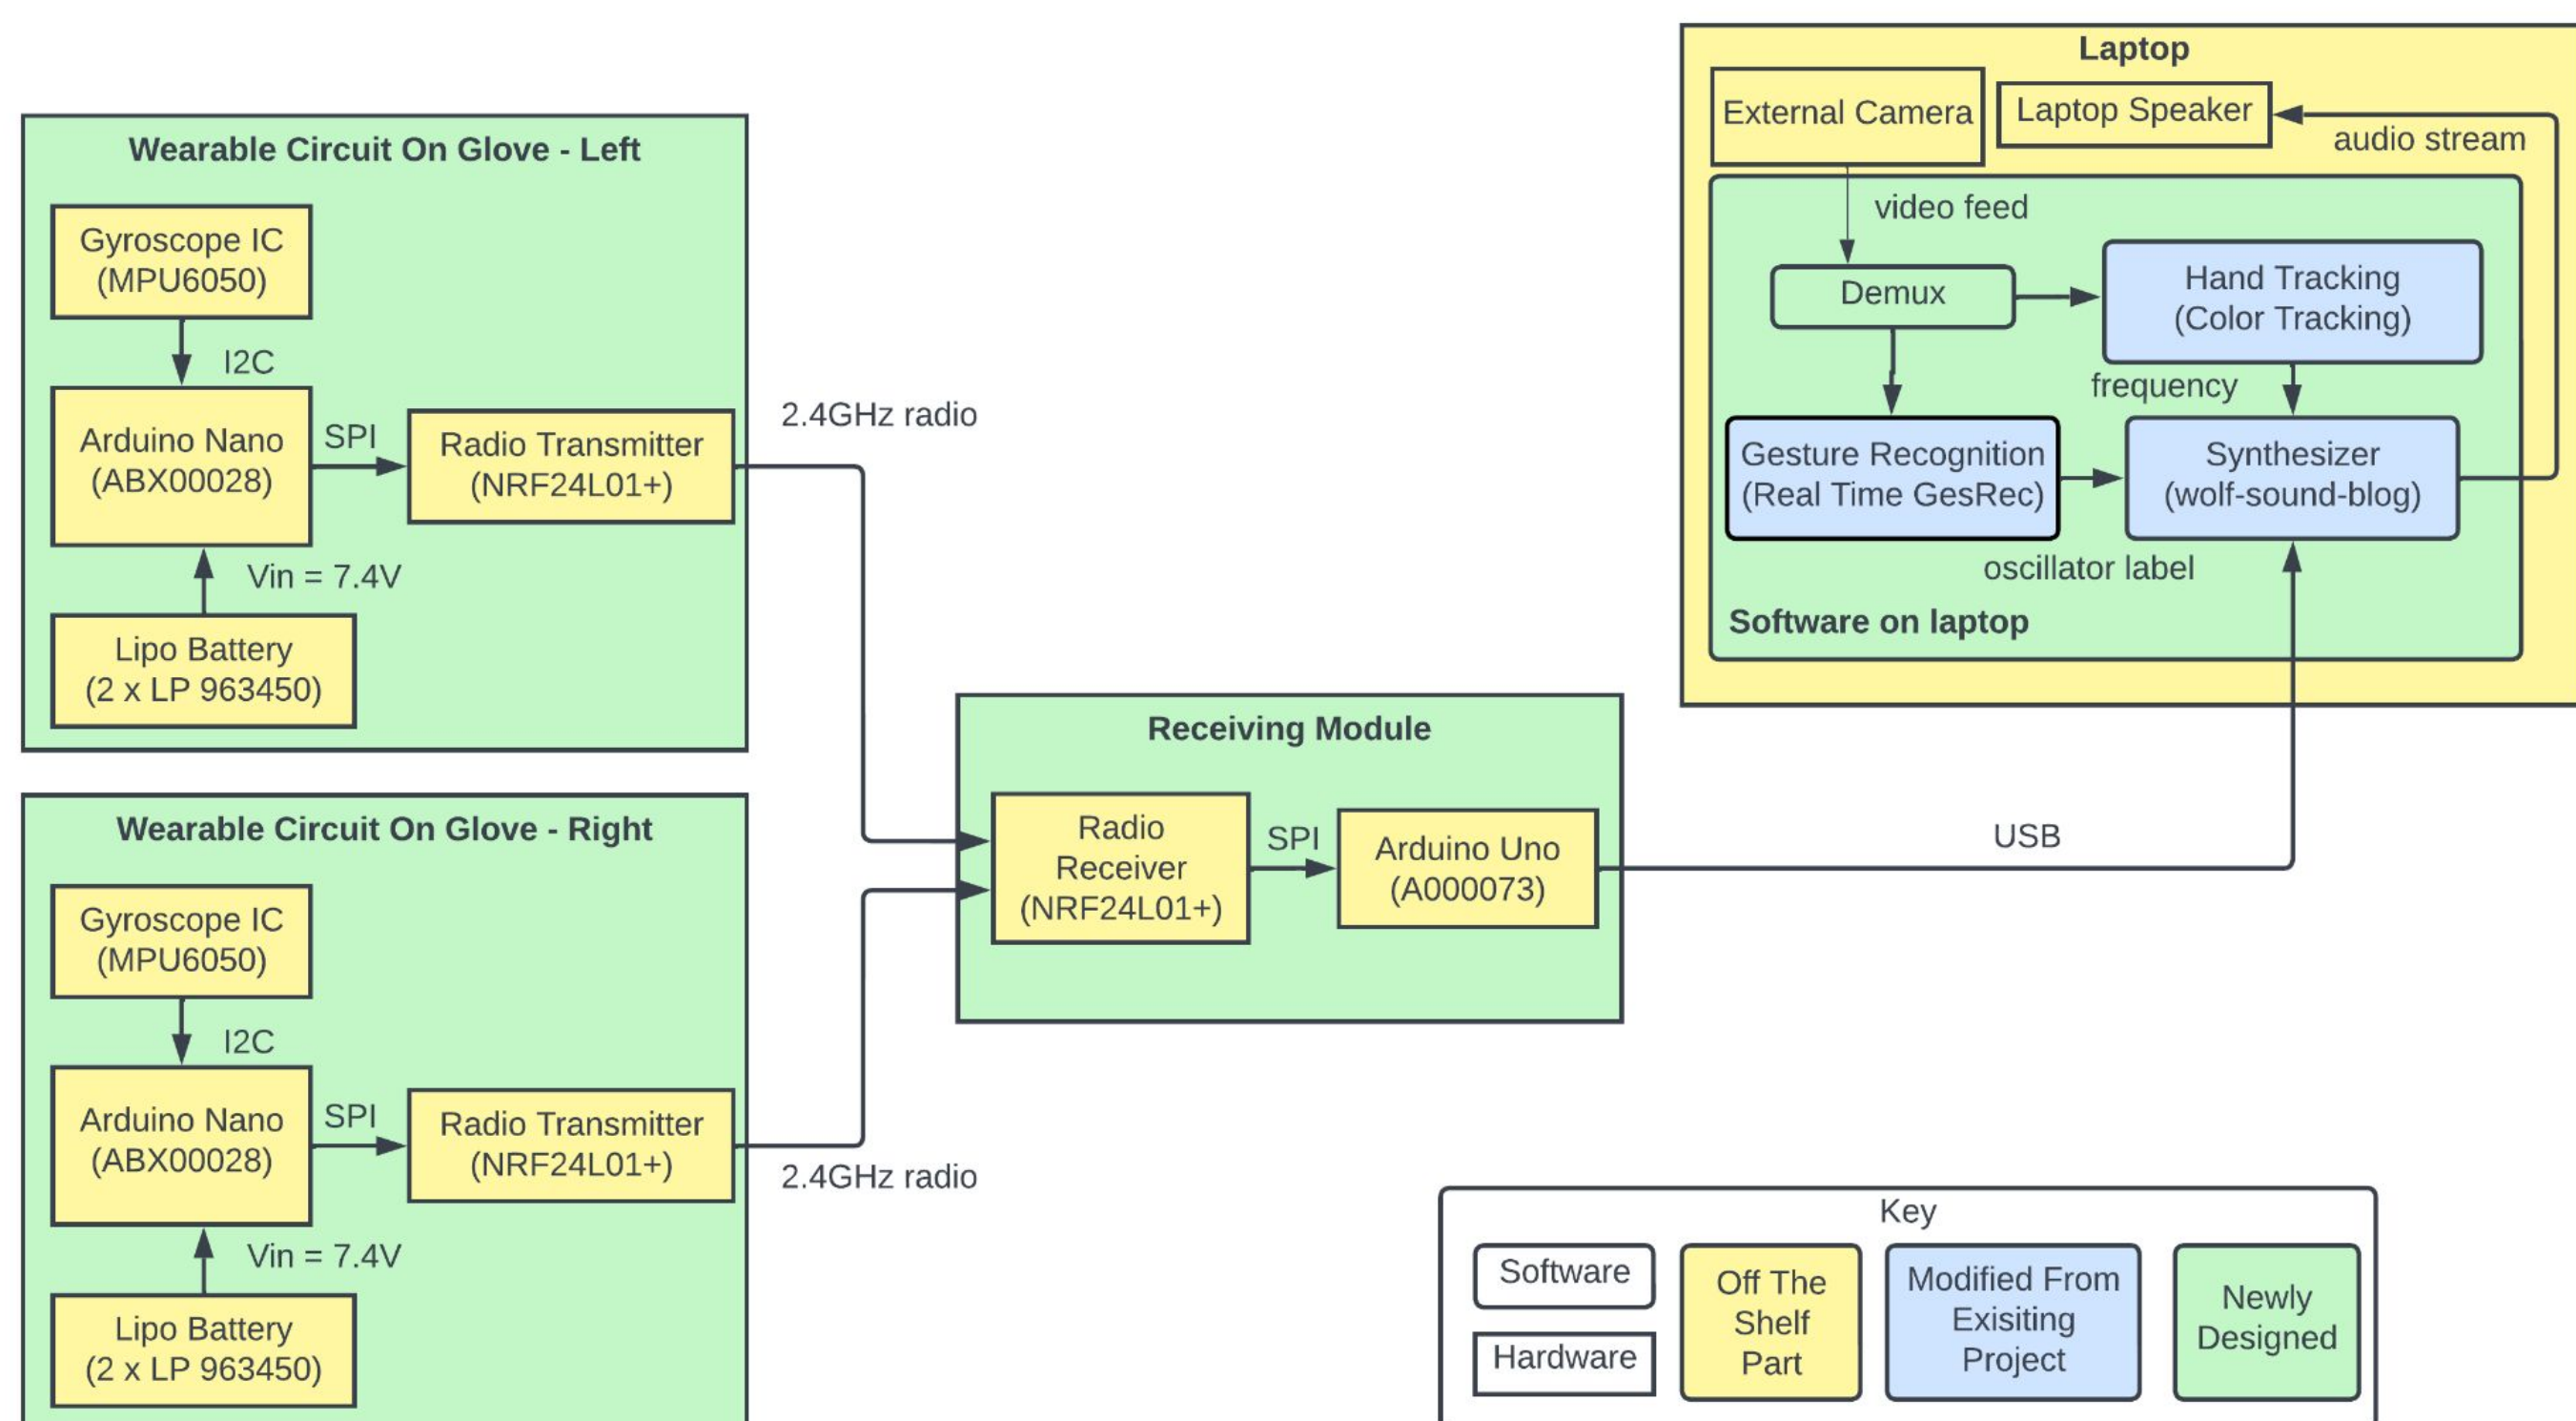 Wearable Circuit On Glove - Left
Gyroscope IC
(MPU6050)
I2C
Arduino Nano
(ABX00028)
SPI
Radio Transmitter
(NRF24L01+)
Vin = 7.4V
Lipo Battery
(2 x LP 963450)
2.4GHz radio
Wearable Circuit On Glove - Right
Gyroscope IC
(MPU6050)
I2C
Arduino Nano
(ABX00028)
SPI
Radio Transmitter
(NRF24L01+)
Vin = 7.4V
Lipo Battery
(2 x LP 963450)
2.4GHz radio
Receiving Module
Radio
Receiver
(NRF24L01+)
SPI
Arduino Uno
(A000073)
USB
Laptop
External Camera
Laptop Speaker
audio stream
video feed
Demux
Hand Tracking
(Color Tracking)
frequency
Gesture Recognition
(Real Time GesRec)
Synthesizer
(wolf-sound-blog)
oscillator label
Software on laptop
Key
Software
Hardware
Off The
Shelf
Part
Modified From
Exisiting
Project
Newly
Designed